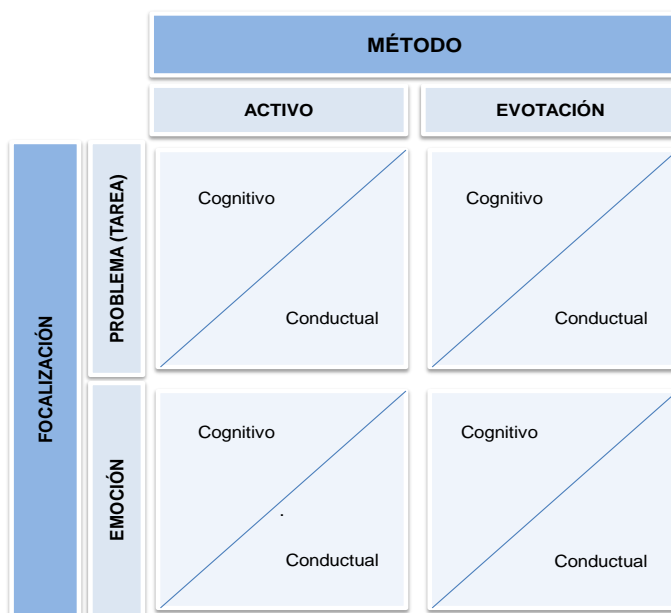 MÉTODO
ACTIVO
EVOTACIÓN
FOCALIZACIÓN
PROBLEMA (TAREA)
Cognitivo
Conductual
Cognitivo
Conductual
EMOCIÓN
Cognitivo
.
Conductual
Cognitivo
Conductual